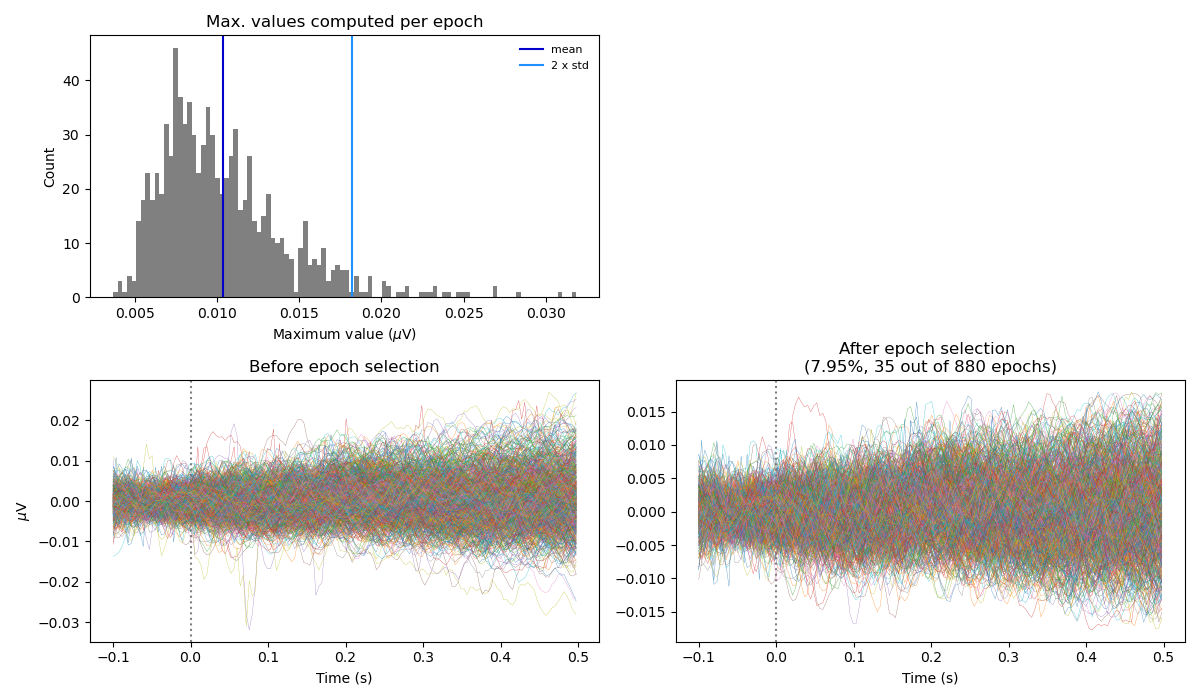 Max. values computed per epoch
mean
2 x std
Count
40
30
20
10
0
0.005 0.010 0.015 0.020 0.025 0.030
Maximum value (μV)
Before epoch selection
μV
0.02
0.01
0.00
−0.01
−0.02
−0.03
−0.1 0.0 0.1 0.2 0.3 0.4 0.5
Time (s)
After epoch selection
(7.95%, 35 out of 880 epochs)
0.015
0.010
0.005
0.000
−0.005
−0.010
−0.015
−0.1 0.0 0.1 0.2 0.3 0.4 0.5
Time (s)